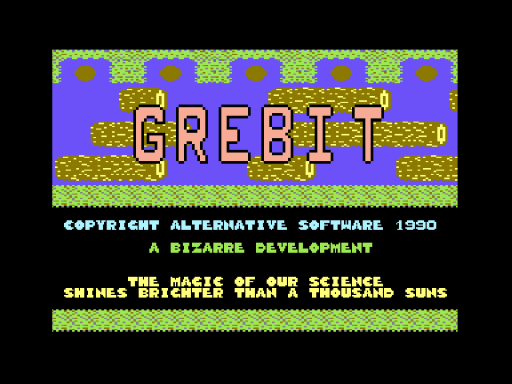 GREBIT
COPYRIGHT ALTERNATIVE SOFTWARE 1990
A BIZARRE DEVELOPMENT
THE MAGIC OF OUR SCIENCE
SHINES BRIGHTER THAN A THOUSAND SUNS